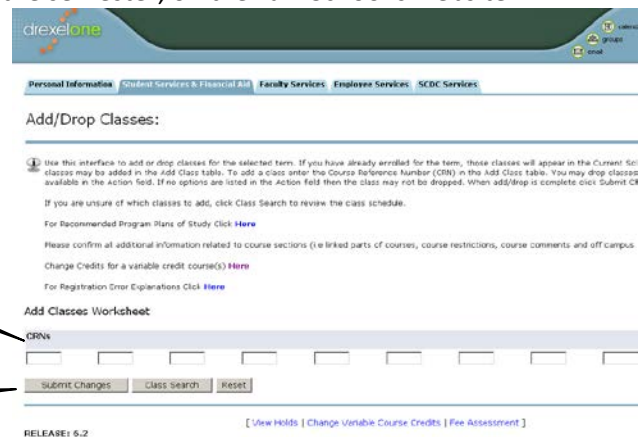 drexelone
groups
email
Personal Information Student Services & Financial Aid Faculty Services Employee Services SCDC Services
Add/Drop Classes:
Use this interface to add or drop classes for the selected term. If you have already enrolled for the term, those classes will appear in the Current
classes may be added in the Add Class table. To add a class enter the Course Reference Number (CRN) in the Add Class table. You may drop classes
available in the Action field. If no options are listed in the Action field then the class may not be dropped. When add/drop is complete click Submit
If you are unsure of which classes to add, click Class Search to review the class schedule.
For Recommended Program Plans of Study Click Here
Please confirm all additional information related to course sections (i.e linked parts of courses, course restrictions, course comments and off campus
Change Credits for a variable credit course(s) Here
For Registration Error Explanations Click Here
Add Classes Worksheet
CRNs
Submit Changes Class Search Reset
[ View Holds | Change Variable Course Credits | Fee Assessment ]
RELEASE: 6.2